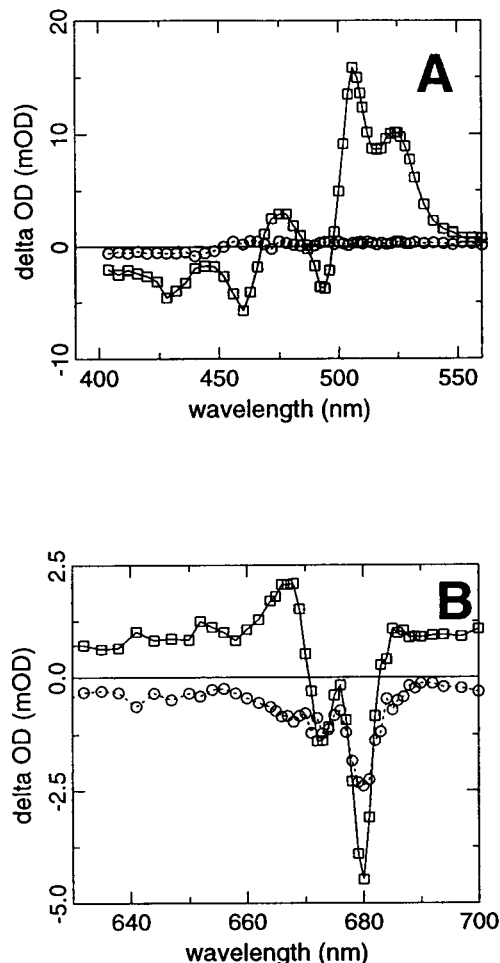 20
A
10
0
-10
delta OD (mOD)
400 450 500 550
wavelength (nm)
2.5
B
0.0
-2.5
-5.0
delta OD (mOD)
640 660 680 700
wavelength (nm)